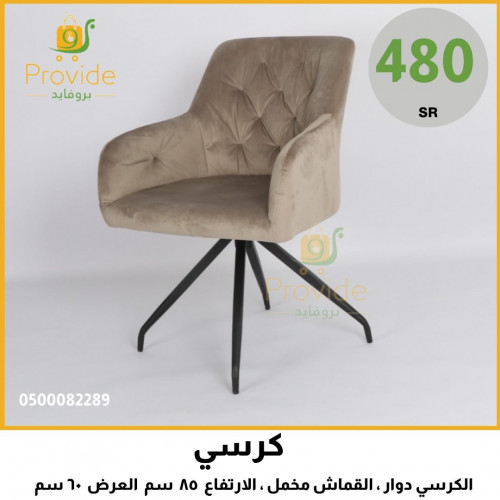 Provide
بروفايد
480
SR
Provide
بروفايد
0500082289
كرسي
الكرسي دوار ، القماش مخمل ، الارتفاع ٨٥ سم العرض ٦٠ سم